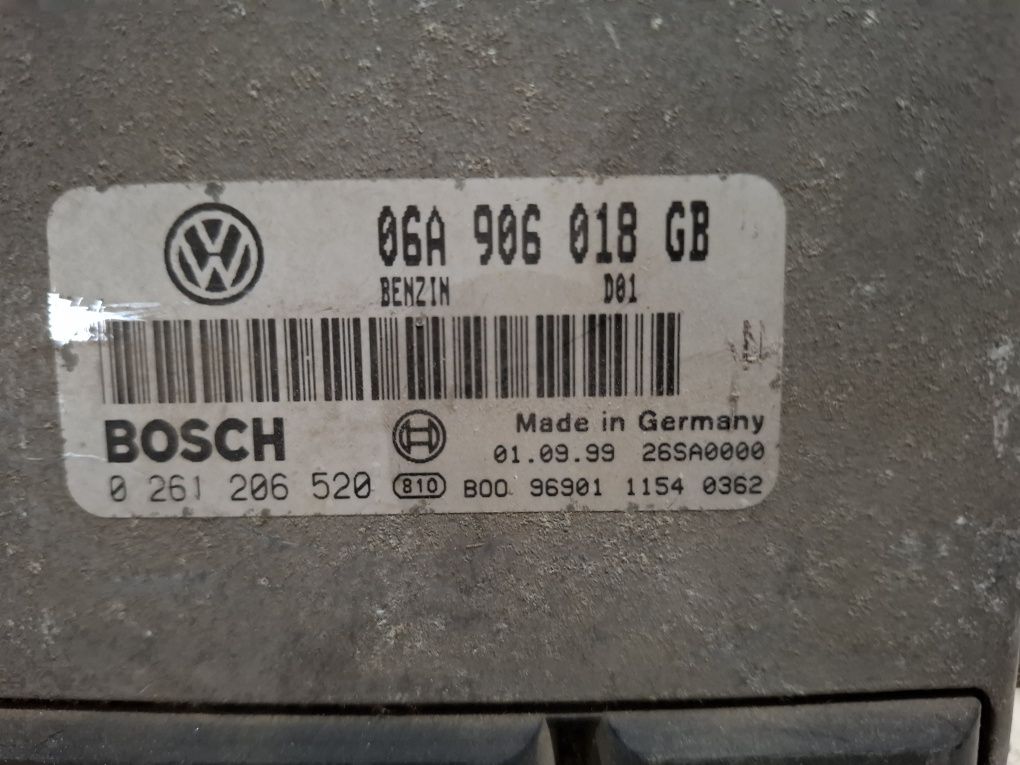 06A 906 018 GB
BENZIN D01
BOSCH
Made in Germany
01.09.99 26SA0000
0 261 206 520 810 B00 96901 1154 0362